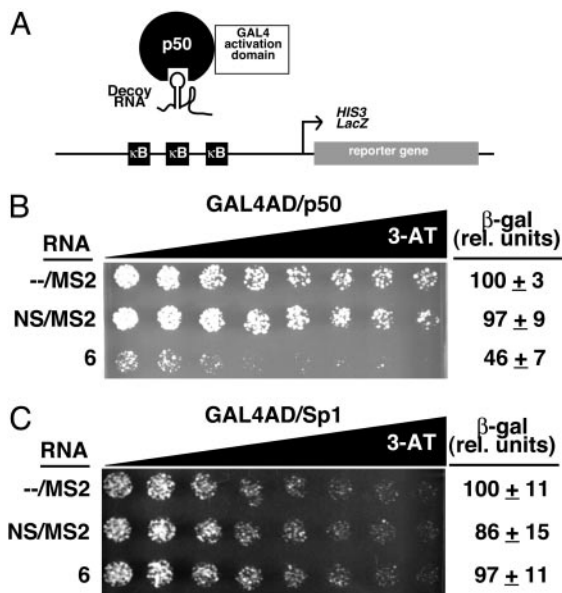 A
p50
GAL4
activation
domain
Decoy
RNA
HIS3
LacZ
κB κB κB
reporter gene
B
GAL4AD/p50
RNA
3-AT
β-gal
(rel. units)
--/MS2
100 ± 3
NS/MS2
97 ± 9
6
46 ± 7
C
GAL4AD/Sp1
RNA
3-AT
β-gal
(rel. units)
--/MS2
100 ± 11
NS/MS2
86 ± 15
6
97 ± 11